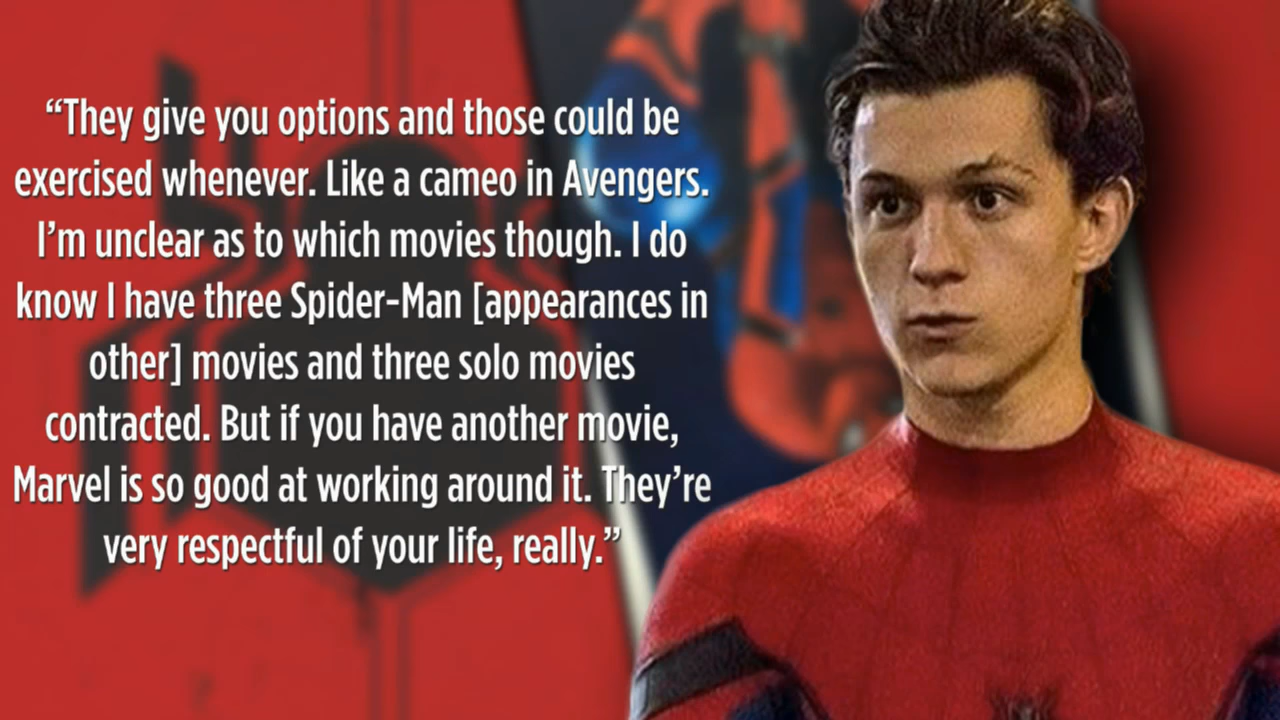 “They give you options and those could be
exercised whenever. Like a cameo in Avengers.
I’m unclear as to which movies though. I do
know I have three Spider-Man [appearances in
other] movies and three solo movies
contracted. But if you have another movie,
Marvel is so good at working around it. They’re
very respectful of your life, really.”